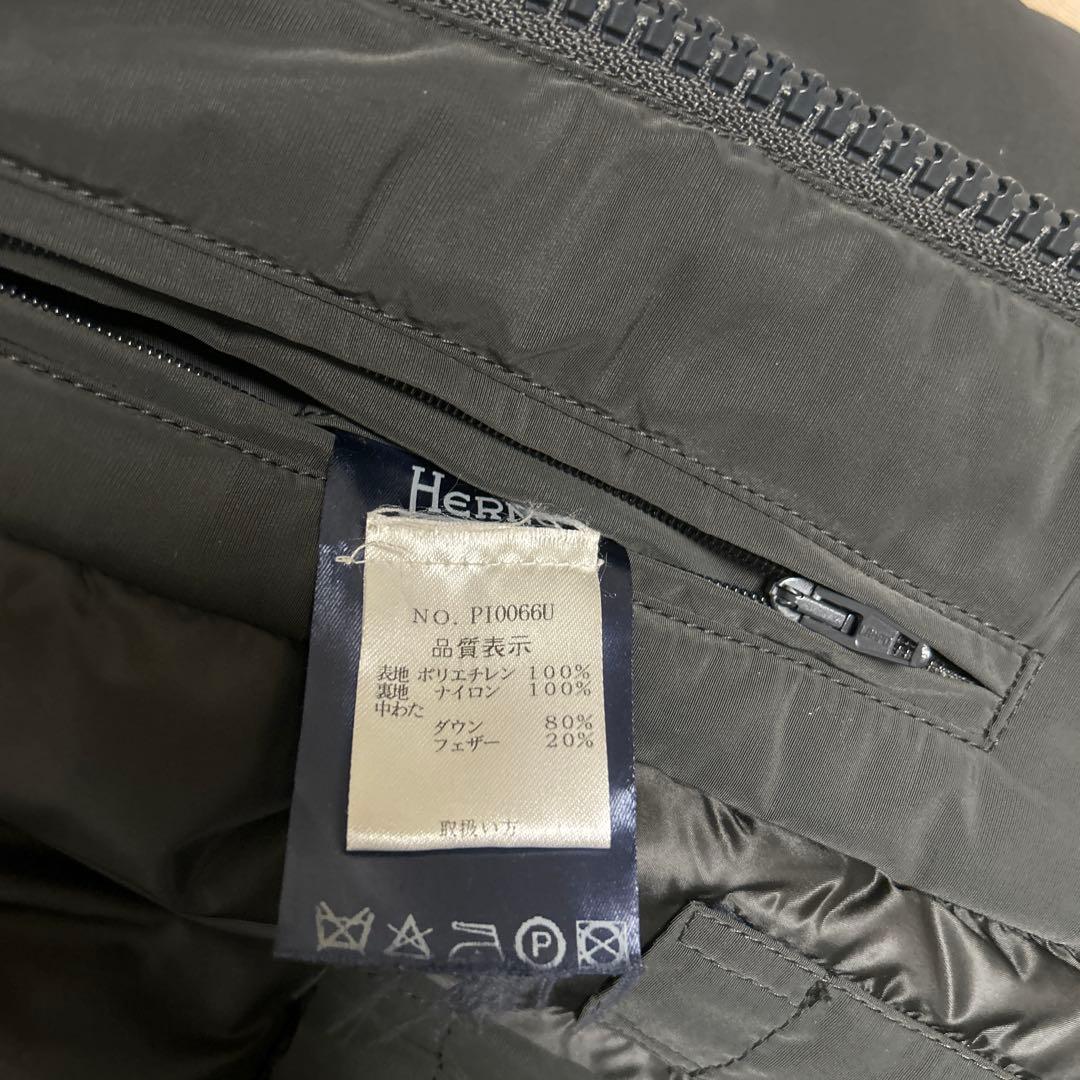 NO. PI0066U
品質表示
表地 ポリエチレン 100%
裏地 ナイロン 100%
中わた
ダウン 80%
フェザー 20%
取扱い方
P